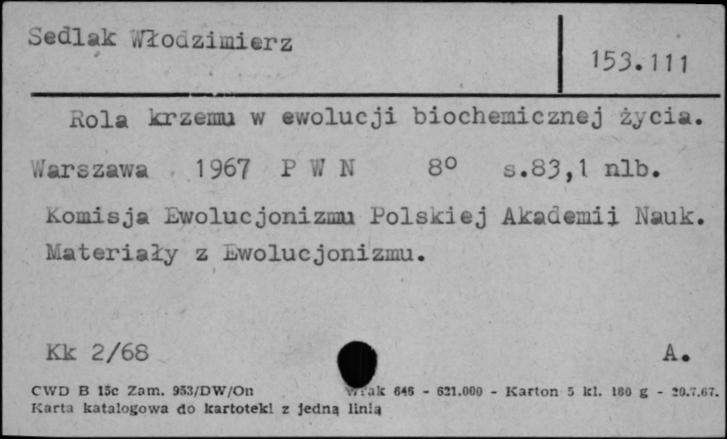 Sedlak Włodzimierz
153.111
Rola krzemu w ewolucji biochemicznej życia.
Warszawa 1967 P W N 8° s.83,1 nlb.
Komisja Ewolucjonizmu Polskiej Akademii Nauk.
Materiały z Ewolucjonizmu.
Kk 2/68 A.
CWD B 15c Zam. 953/DW/On 646 - 621.000 - Karton 5 kl. 180 g - 20.7.67.
Karta katalogowa do kartoteki z jedną linią